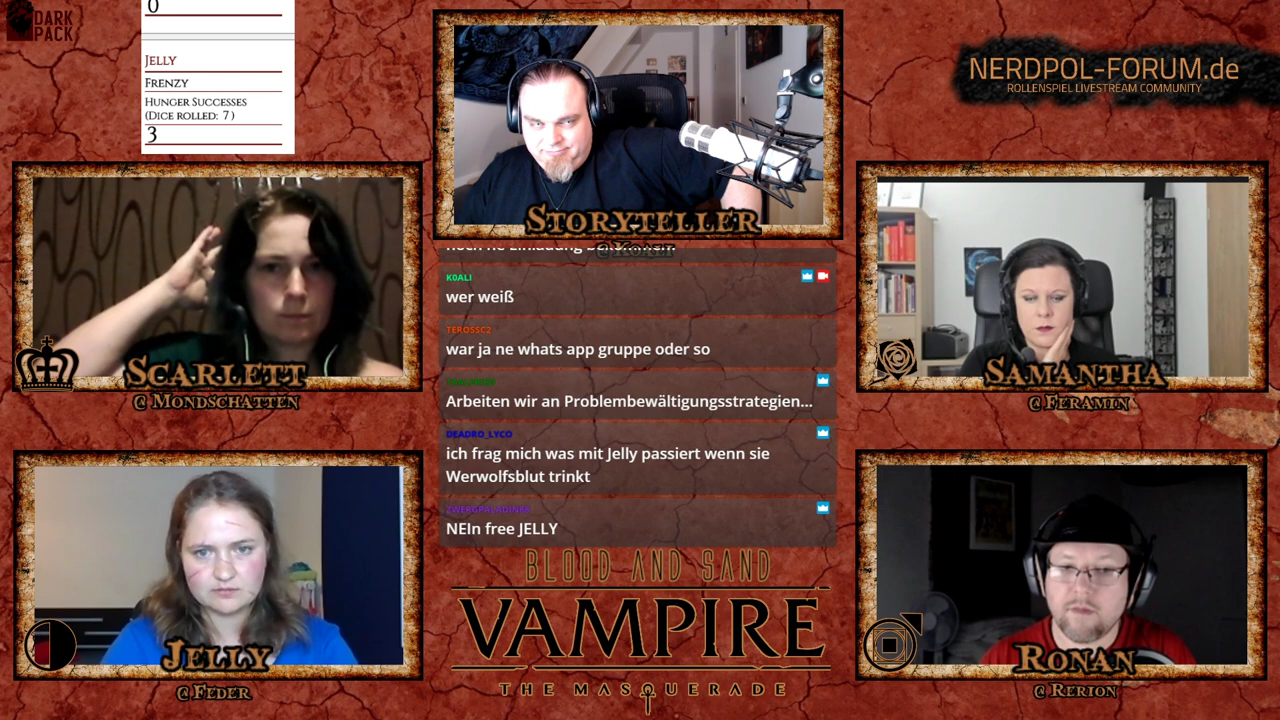 DARK
PACK
0
JELLY
FRENZY
HUNGER SUCCESSES
(DICE ROLLED: 7 )
3
NERDPOL-FORUM.de
ROLLENSPIEL LIVESTREAM COMMUNITY
STORYTELLER
@ KOALI
K0ALI
wer weiß
TEROSSC2
war ja ne whats app gruppe oder so
Arbeiten wir an Problembewältigungsstrategien...
DEADRO_LYCO
ich frag mich was mit Jelly passiert wenn sie
Werwolfsblut trinkt
NEIn free JELLY
SCARLETT
@ MONDSCHATTEN
SAMANTHA
@ FERAMIN
JELLY
@ FEDER
RONAN
@ RERION
BLOOD AND SAND
VAMPIRE
THE MASQUERADE